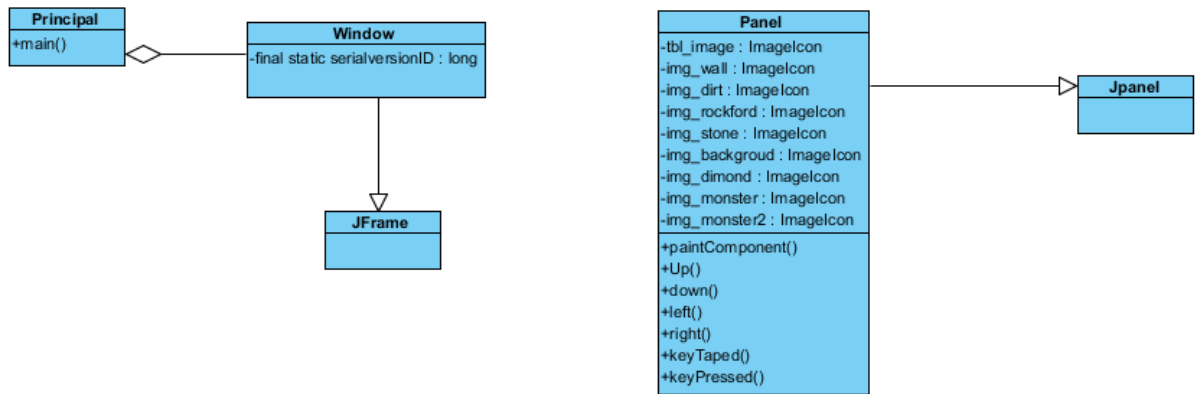 Principal
+main()
Window
-final static serialversionID : long
JFrame
Panel
-tbl_image : ImageIcon
-img_wall : ImageIcon
-img_dirt : ImageIcon
-img_rockford : ImageIcon
-img_stone : ImageIcon
-img_backgroud : ImageIcon
-img_dimond : ImageIcon
-img_monster : ImageIcon
-img_monster2 : ImageIcon
+paintComponent()
+Up()
+down()
+left()
+right()
+keyTaped()
+keyPressed()
Jpanel